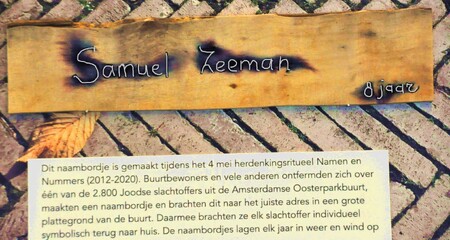 Samuel Zeeman
8 jaar
Dit naambordje is gemaakt tijdens het 4 mei herdenkingsritueel Namen en
Nummers (2012-2020). Buurtbewoners en vele anderen ontfermden zich over
één van de 2.800 Joodse slachtoffers uit de Amsterdamse Oosterparkbuurt,
maakten een naambordje en brachten dit naar het juiste adres in een grote
plattegrond van de buurt. Daarmee brachten ze elk slachtoffer individueel
symbolisch terug naar huis. De naambordjes lagen elk jaar in weer en wind op